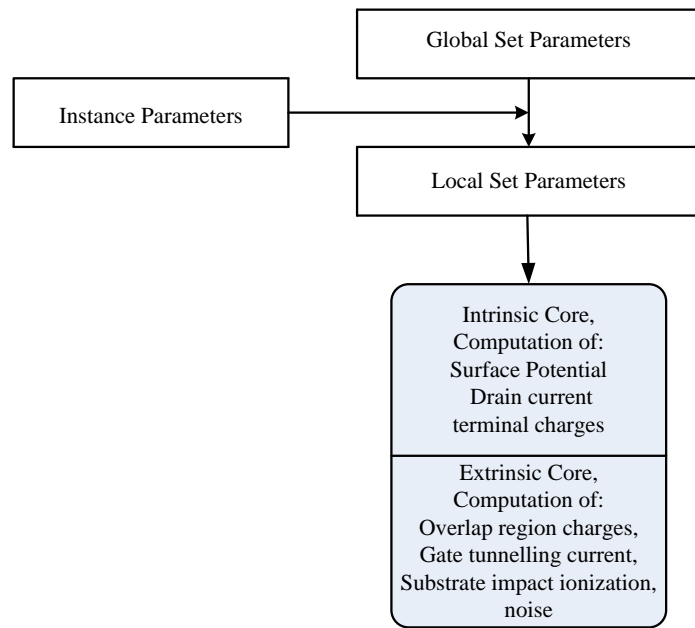 Global Set Parameters
Instance Parameters
Local Set Parameters
Intrinsic Core,
Computation of:
Surface Potential
Drain current
terminal charges
Extrinsic Core,
Computation of:
Overlap region charges,
Gate tunnelling current,
Substrate impact ionization,
noise